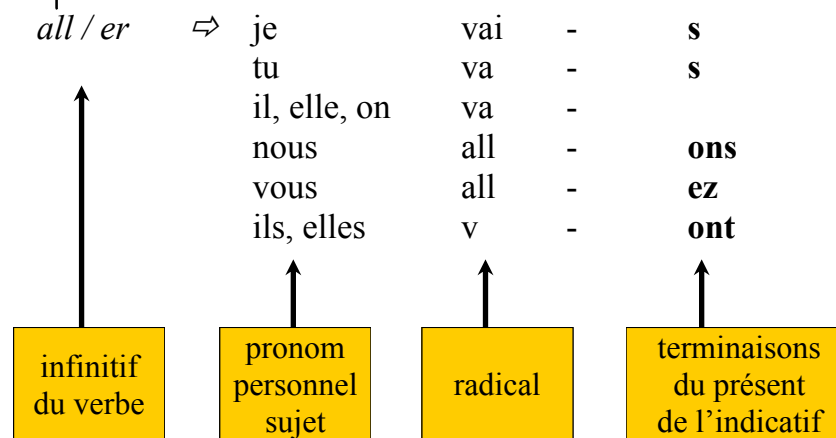 all / er ⇨ je vai - s
tu va - s
il, elle, on va -
nous all - ons
vous all - ez
ils, elles v - ont
infinitif
du verbe
pronom
personnel
sujet
radical
terminaisons
du présent
de l’indicatif